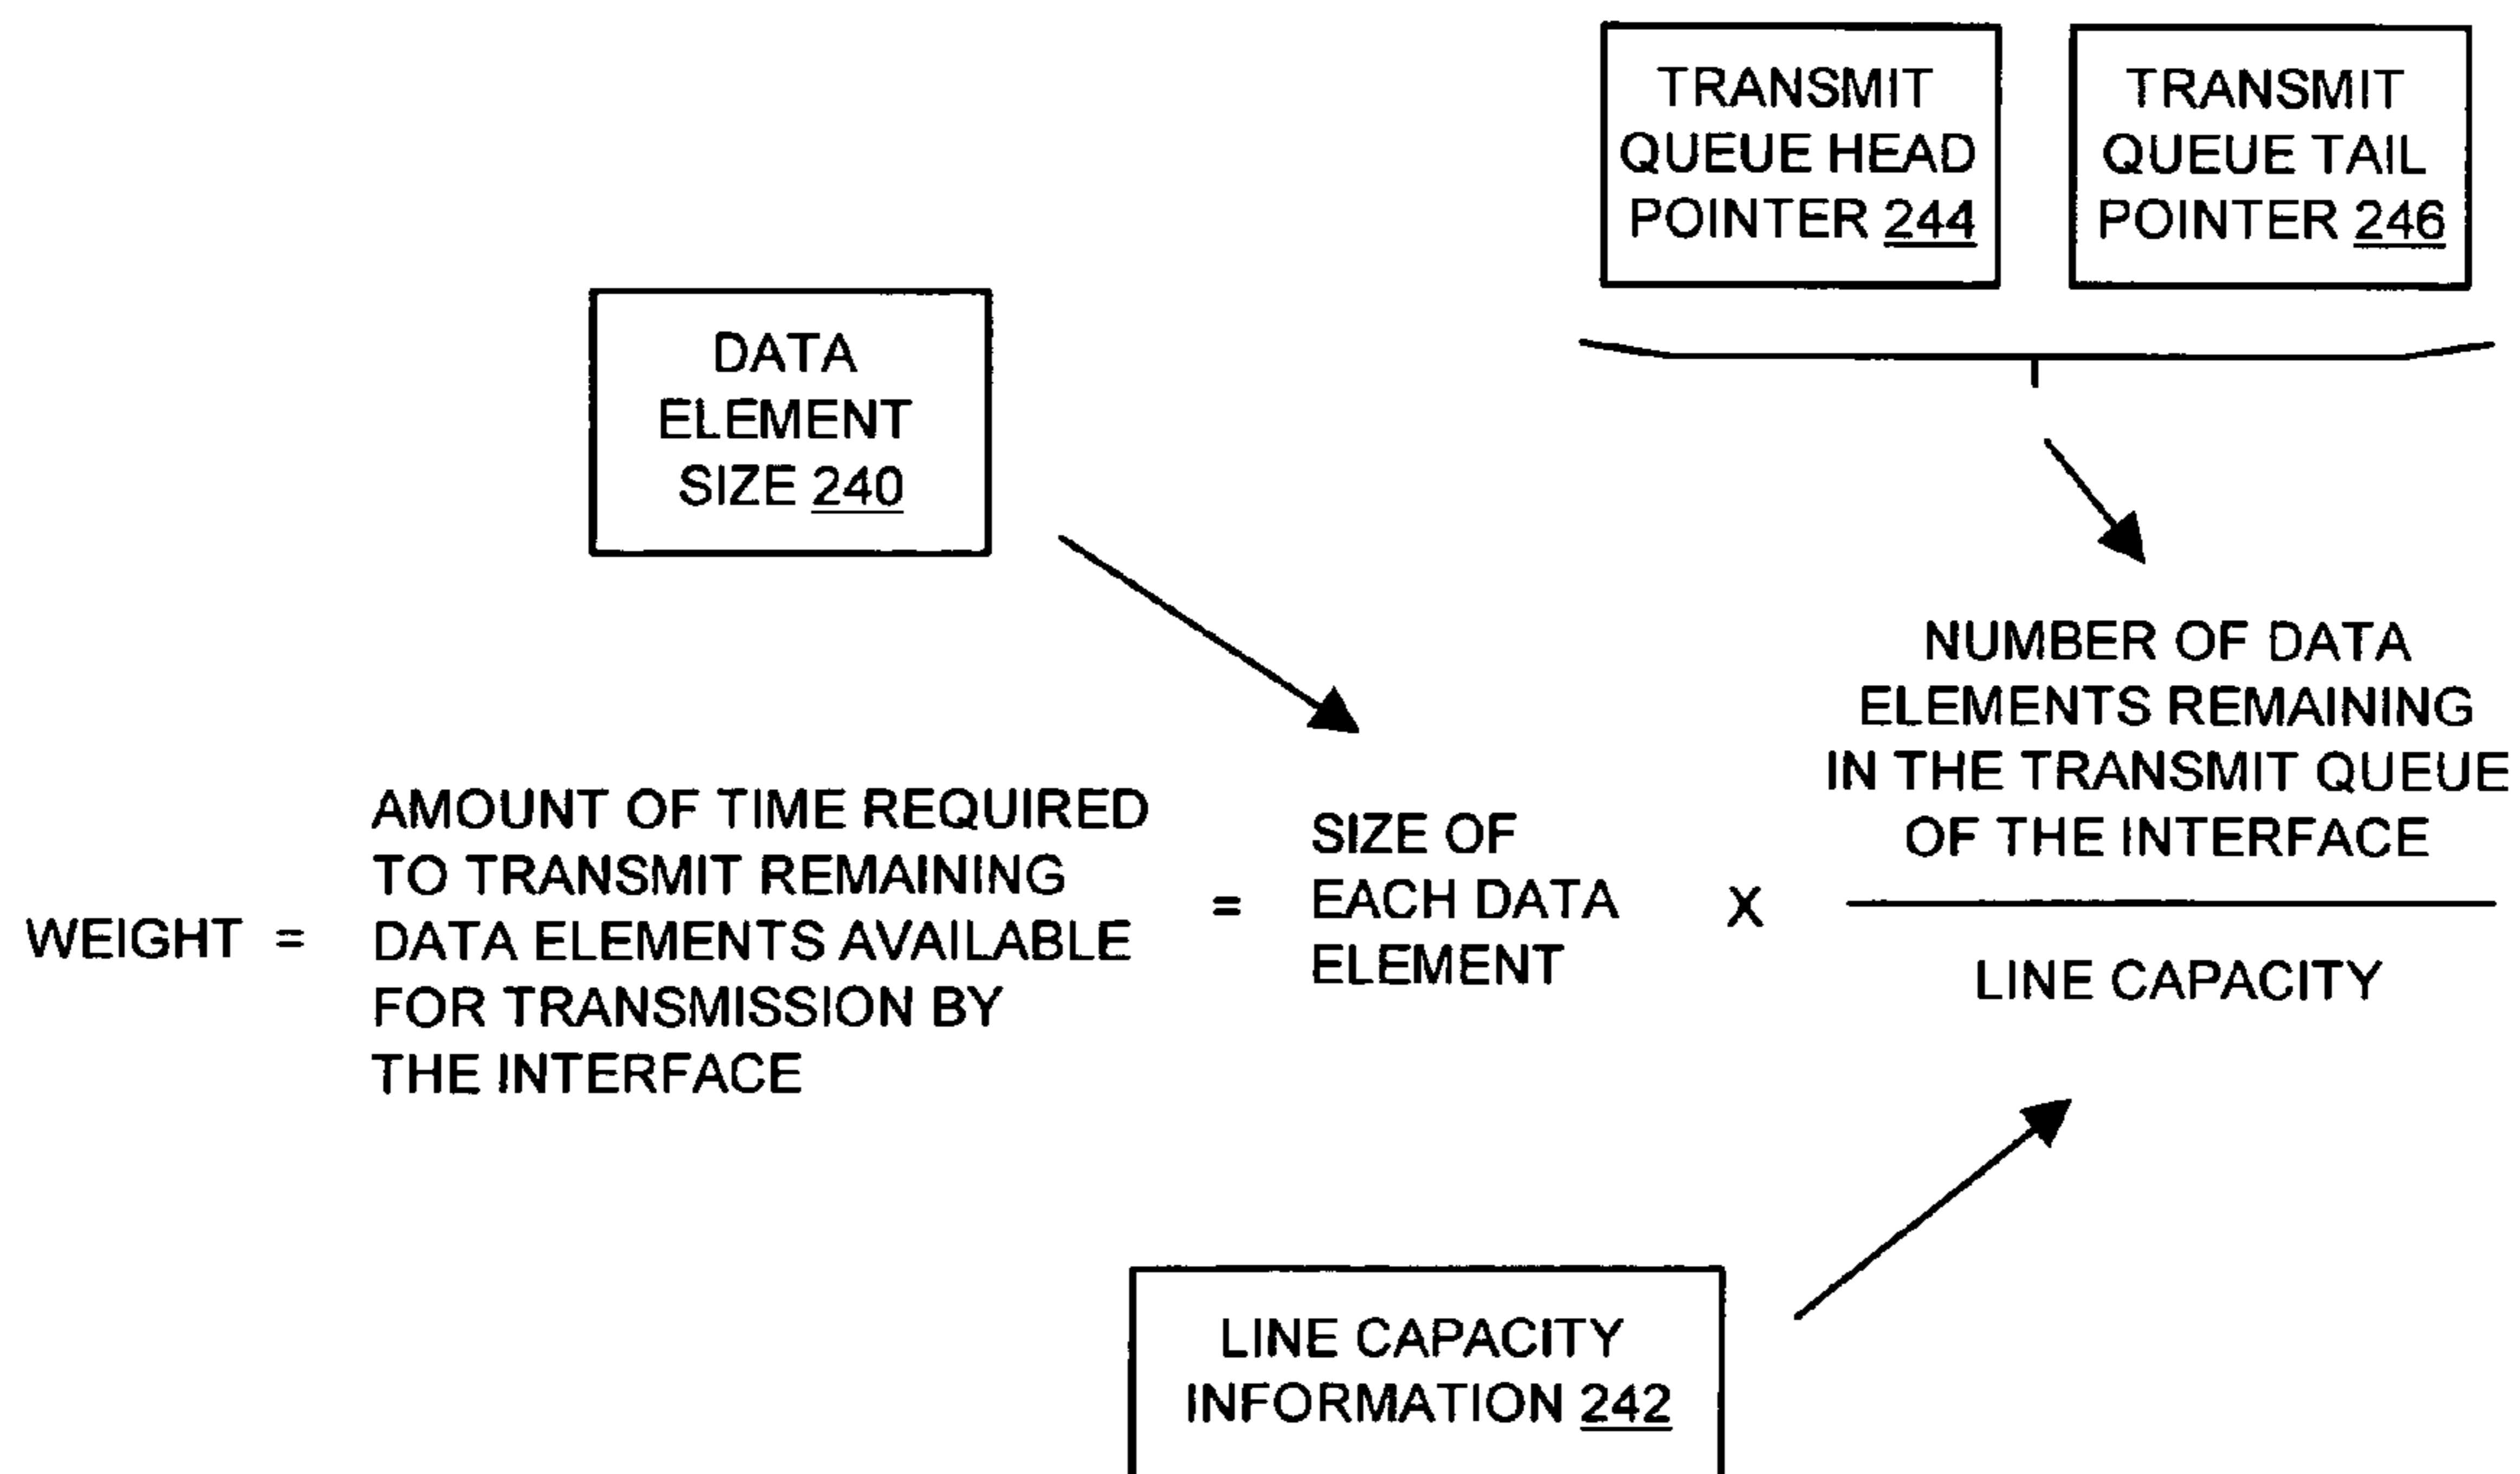 TRANSMIT
QUEUE HEAD
POINTER 244
TRANSMIT
QUEUE TAIL
POINTER 246
DATA
ELEMENT
SIZE 240
WEIGHT =
AMOUNT OF TIME REQUIRED
TO TRANSMIT REMAINING
DATA ELEMENTS AVAILABLE
FOR TRANSMISSION BY
THE INTERFACE
=
SIZE OF
EACH DATA
ELEMENT
X
NUMBER OF DATA
ELEMENTS REMAINING
IN THE TRANSMIT QUEUE
OF THE INTERFACE
LINE CAPACITY
LINE CAPACITY
INFORMATION 242